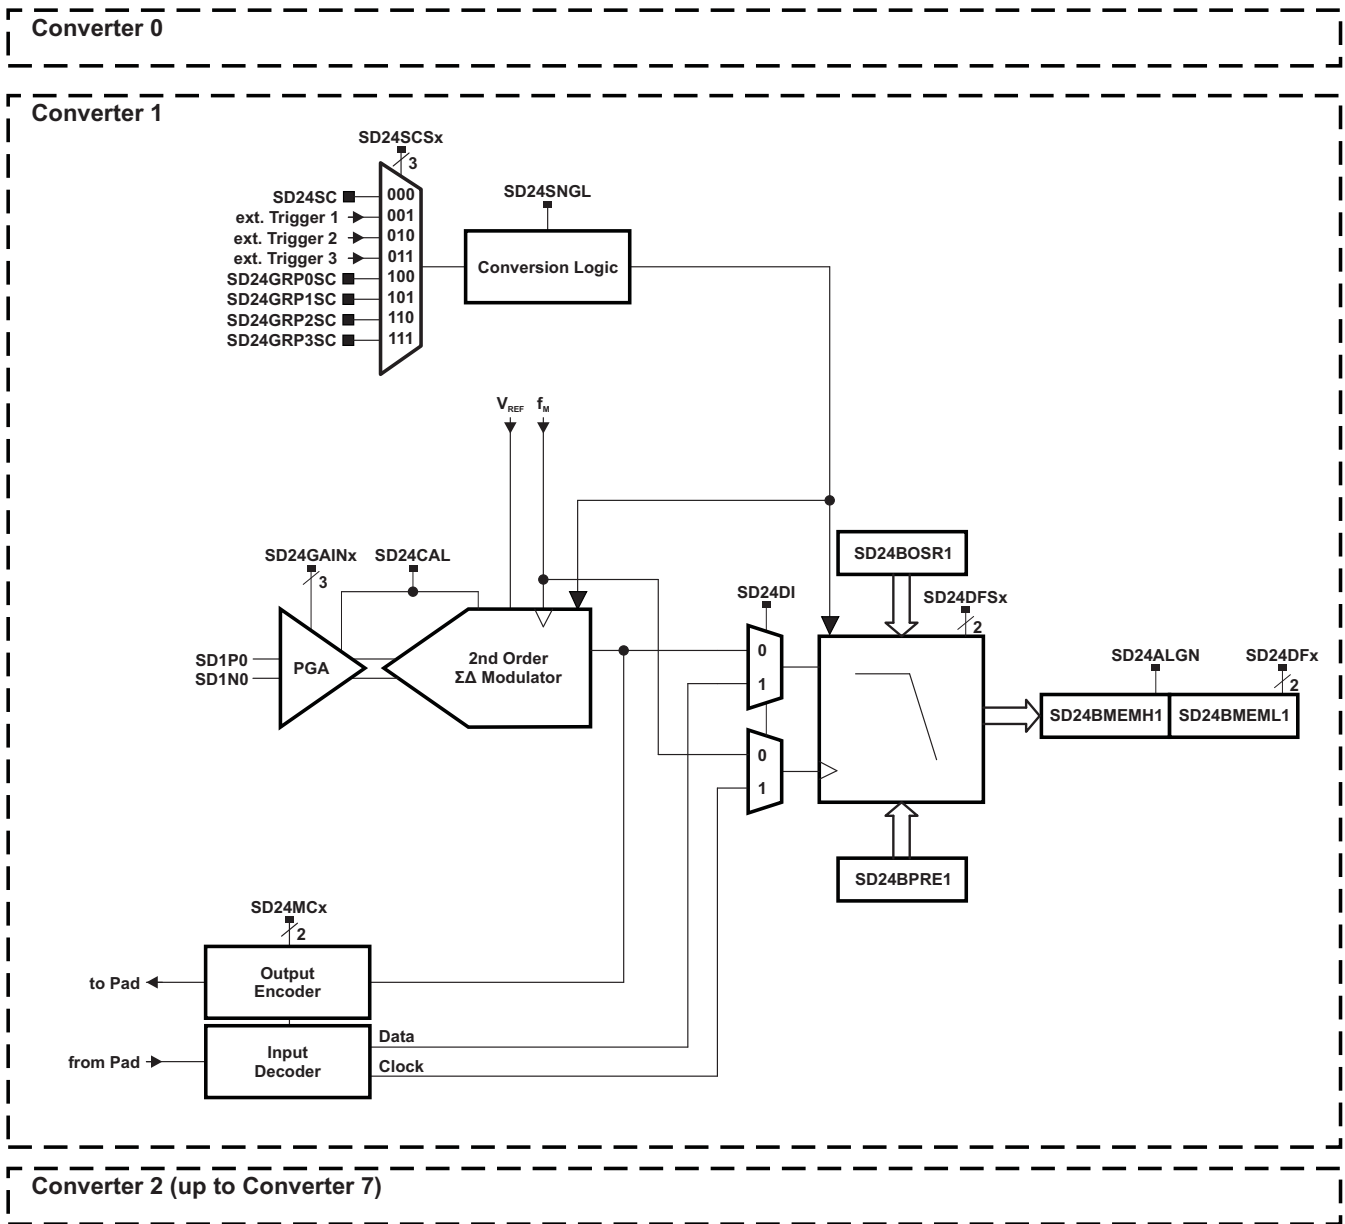 Converter 0
Converter 1
SD24SCSx
3
SD24SC
000
ext. Trigger 1
001
ext. Trigger 2
010
ext. Trigger 3
011
SD24GRP0SC
100
SD24GRP1SC
101
SD24GRP2SC
110
SD24GRP3SC
111
SD24SNGL
Conversion Logic
VREF
fM
SD24GAINx
3
SD24CAL
SD1P0
SD1N0
PGA
2nd Order
ΣΔ Modulator
SD24DI
0
1
0
1
SD24BOSR1
SD24DFSx
2
SD24ALGN
SD24DFx
2
SD24BMEMH1
SD24BMEML1
SD24BPRE1
SD24MCx
2
to Pad
Output
Encoder
from Pad
Input
Decoder
Data
Clock
Converter 2 (up to Converter 7)